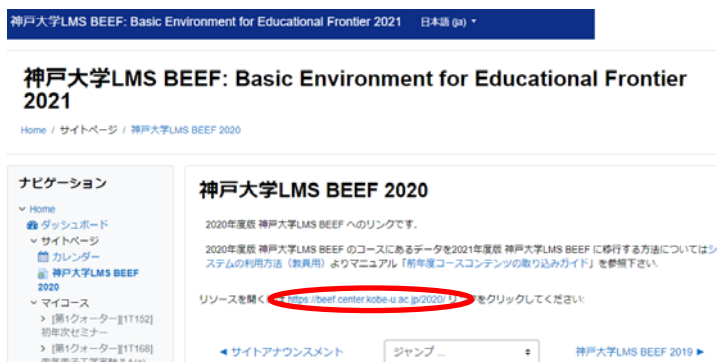 神戸大学LMS BEEF: Basic Environment for Educational Frontier 2021 日本語 (ja)
神戸大学LMS BEEF: Basic Environment for Educational Frontier
2021
Home / サイトページ / 神戸大学LMS BEEF 2020
ナビゲーション
Home
ダッシュボード
サイトページ
カレンダー
神戸大学LMS BEEF
2020
マイコース
[第1クォーター][1T152]
初年次セミナー
[第1クォーター][1T168]
神戸大学LMS BEEF 2020
2020年度版 神戸大学LMS BEEF へのリンクです.
2020年度版 神戸大学LMS BEEF のコースにあるデータを2021年度版 神戸大学LMS BEEF に移行する方法についてはシ
ステムの利用方法（教員用）よりマニュアル「前年度コースコンテンツの取り込みガイド」を参照下さい.
リソースを開く https://beef.center.kobe-u.ac.jp/2020/ をクリックしてください:
◄ サイトアナウンスメント
ジャンプ ...
神戸大学LMS BEEF 2019 ►